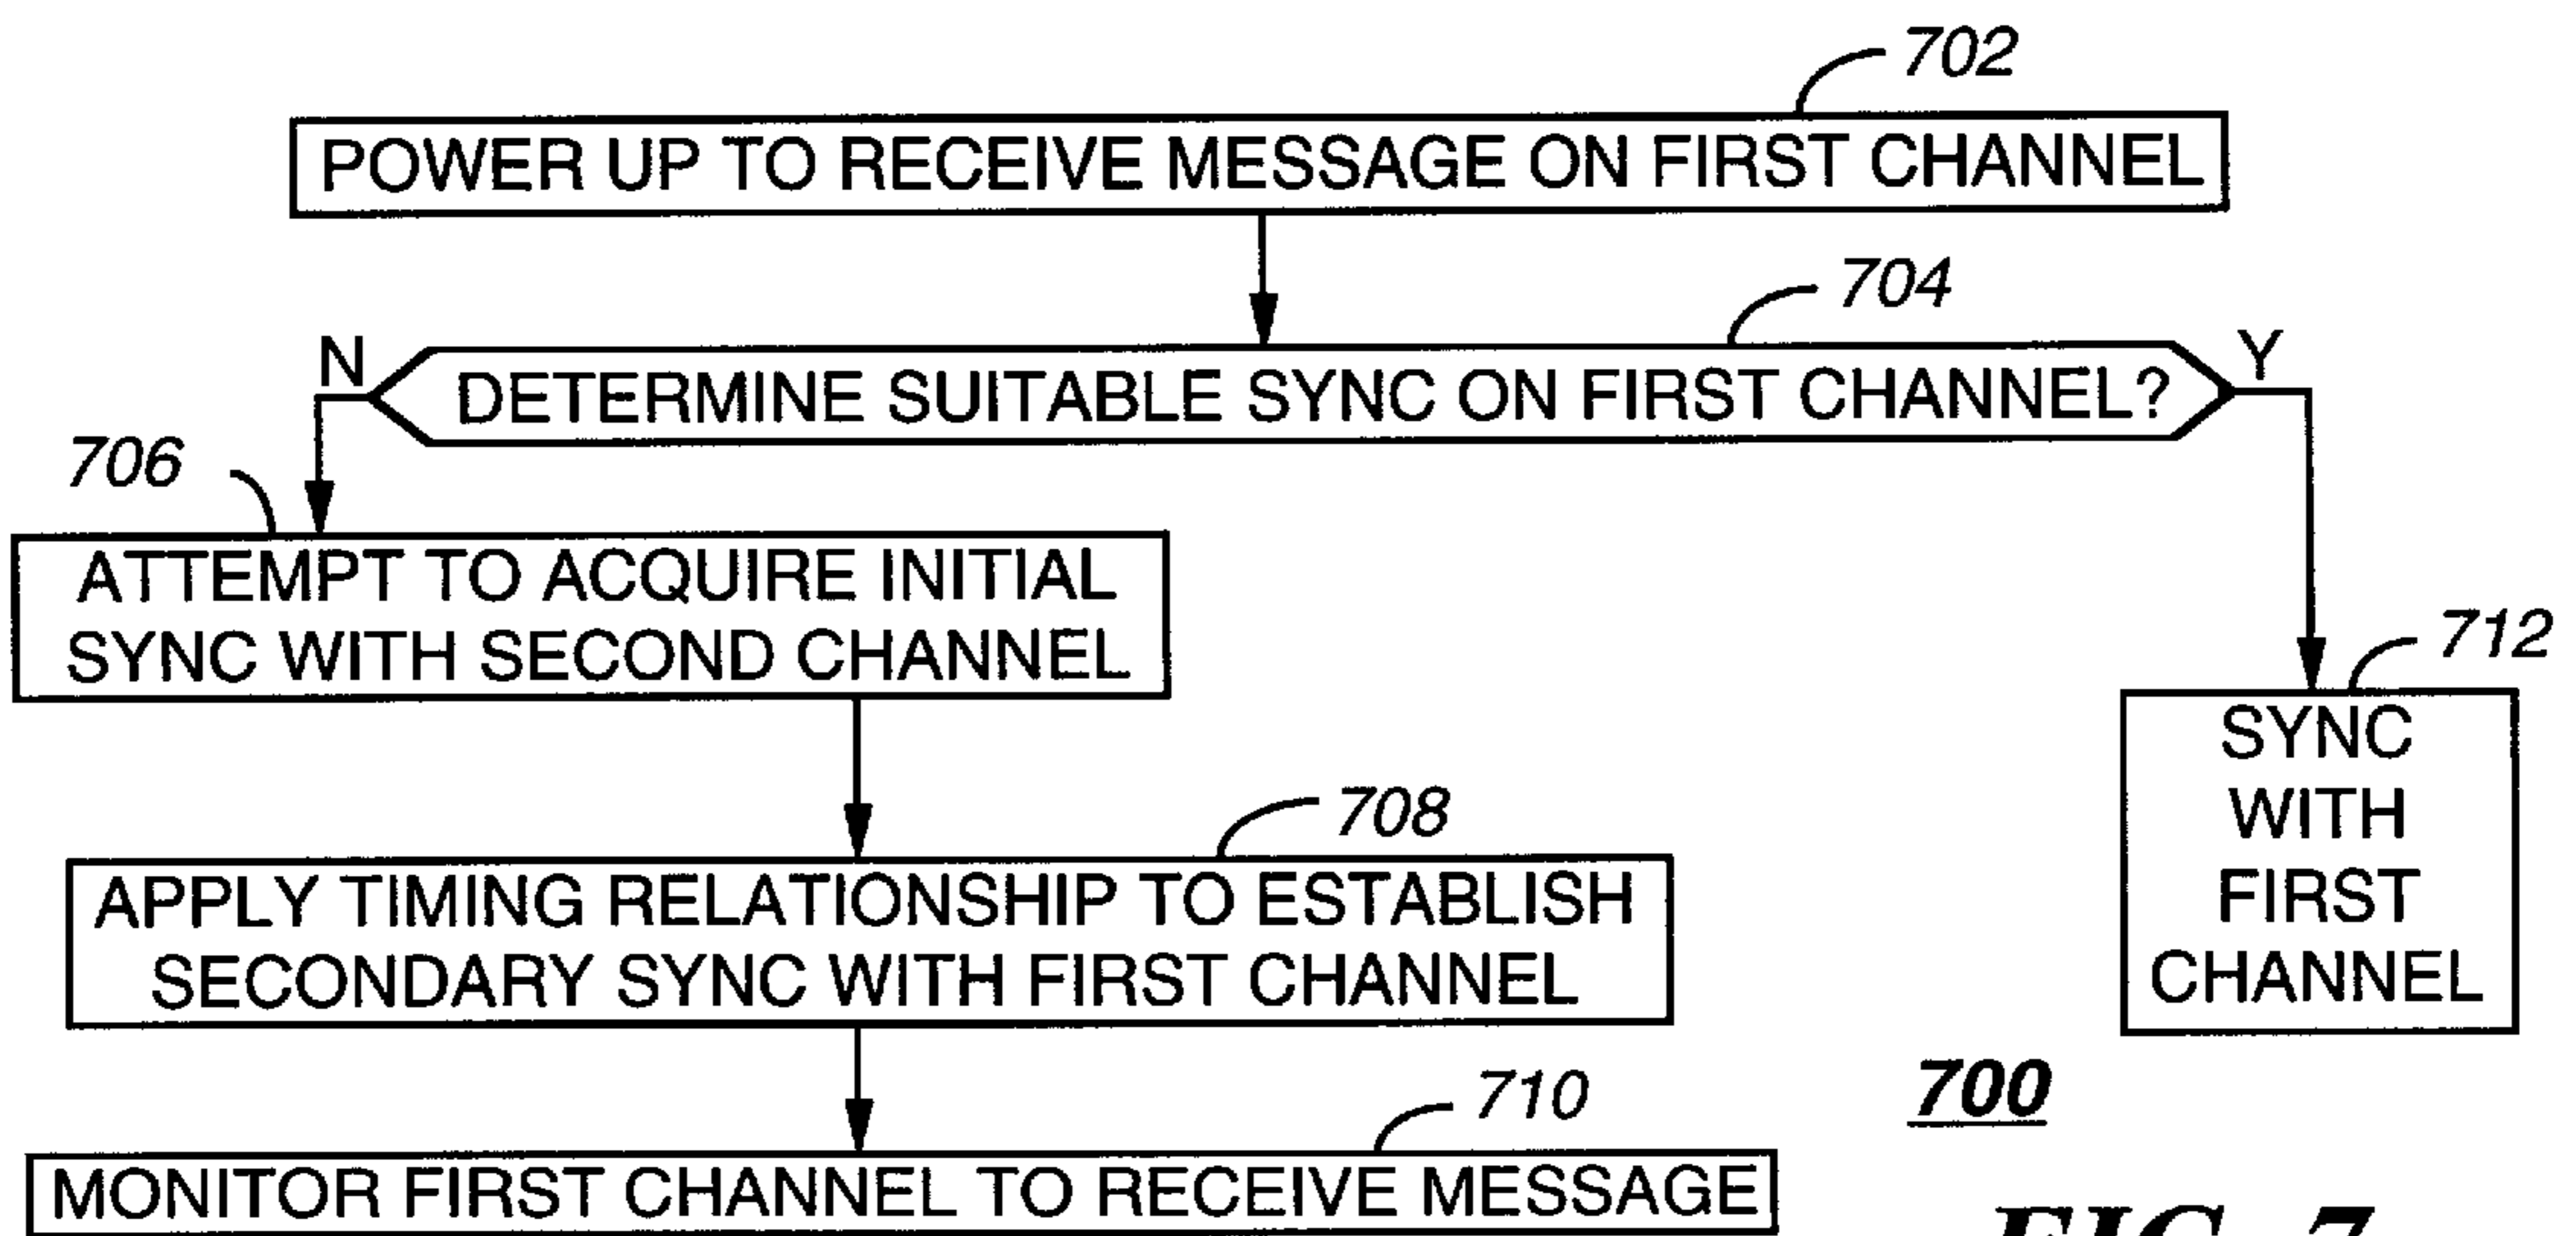 702
POWER UP TO RECEIVE MESSAGE ON FIRST CHANNEL
704
N
DETERMINE SUITABLE SYNC ON FIRST CHANNEL?
Y
706
ATTEMPT TO ACQUIRE INITIAL
SYNC WITH SECOND CHANNEL
712
SYNC
WITH
FIRST
CHANNEL
708
APPLY TIMING RELATIONSHIP TO ESTABLISH
SECONDARY SYNC WITH FIRST CHANNEL
700
710
MONITOR FIRST CHANNEL TO RECEIVE MESSAGE
FIG. 7